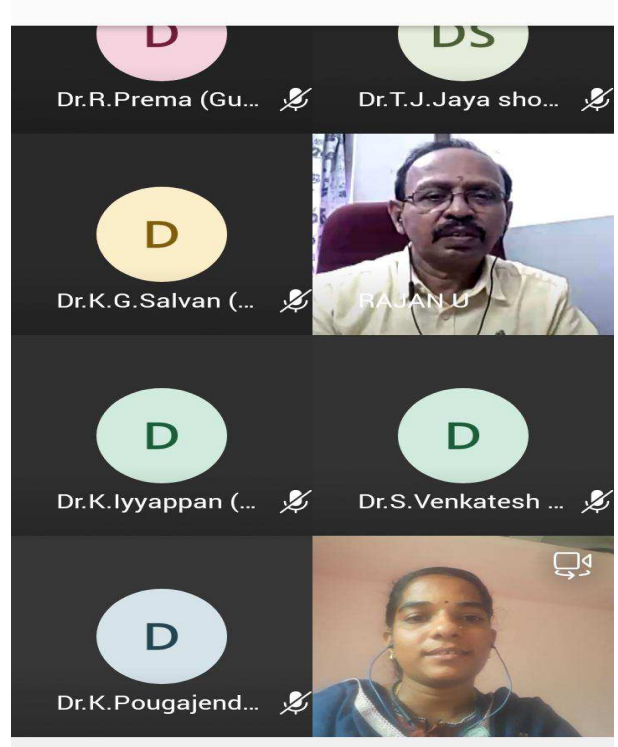 D DS
Dr.R.Prema (Gu... Dr.T.J.Jaya sho...
D
Dr.K.G.Salvan (... RAJAN U
D D
Dr.K.Iyyappan (... Dr.S.Venkatesh ...
D
Dr.K.Pougajend...